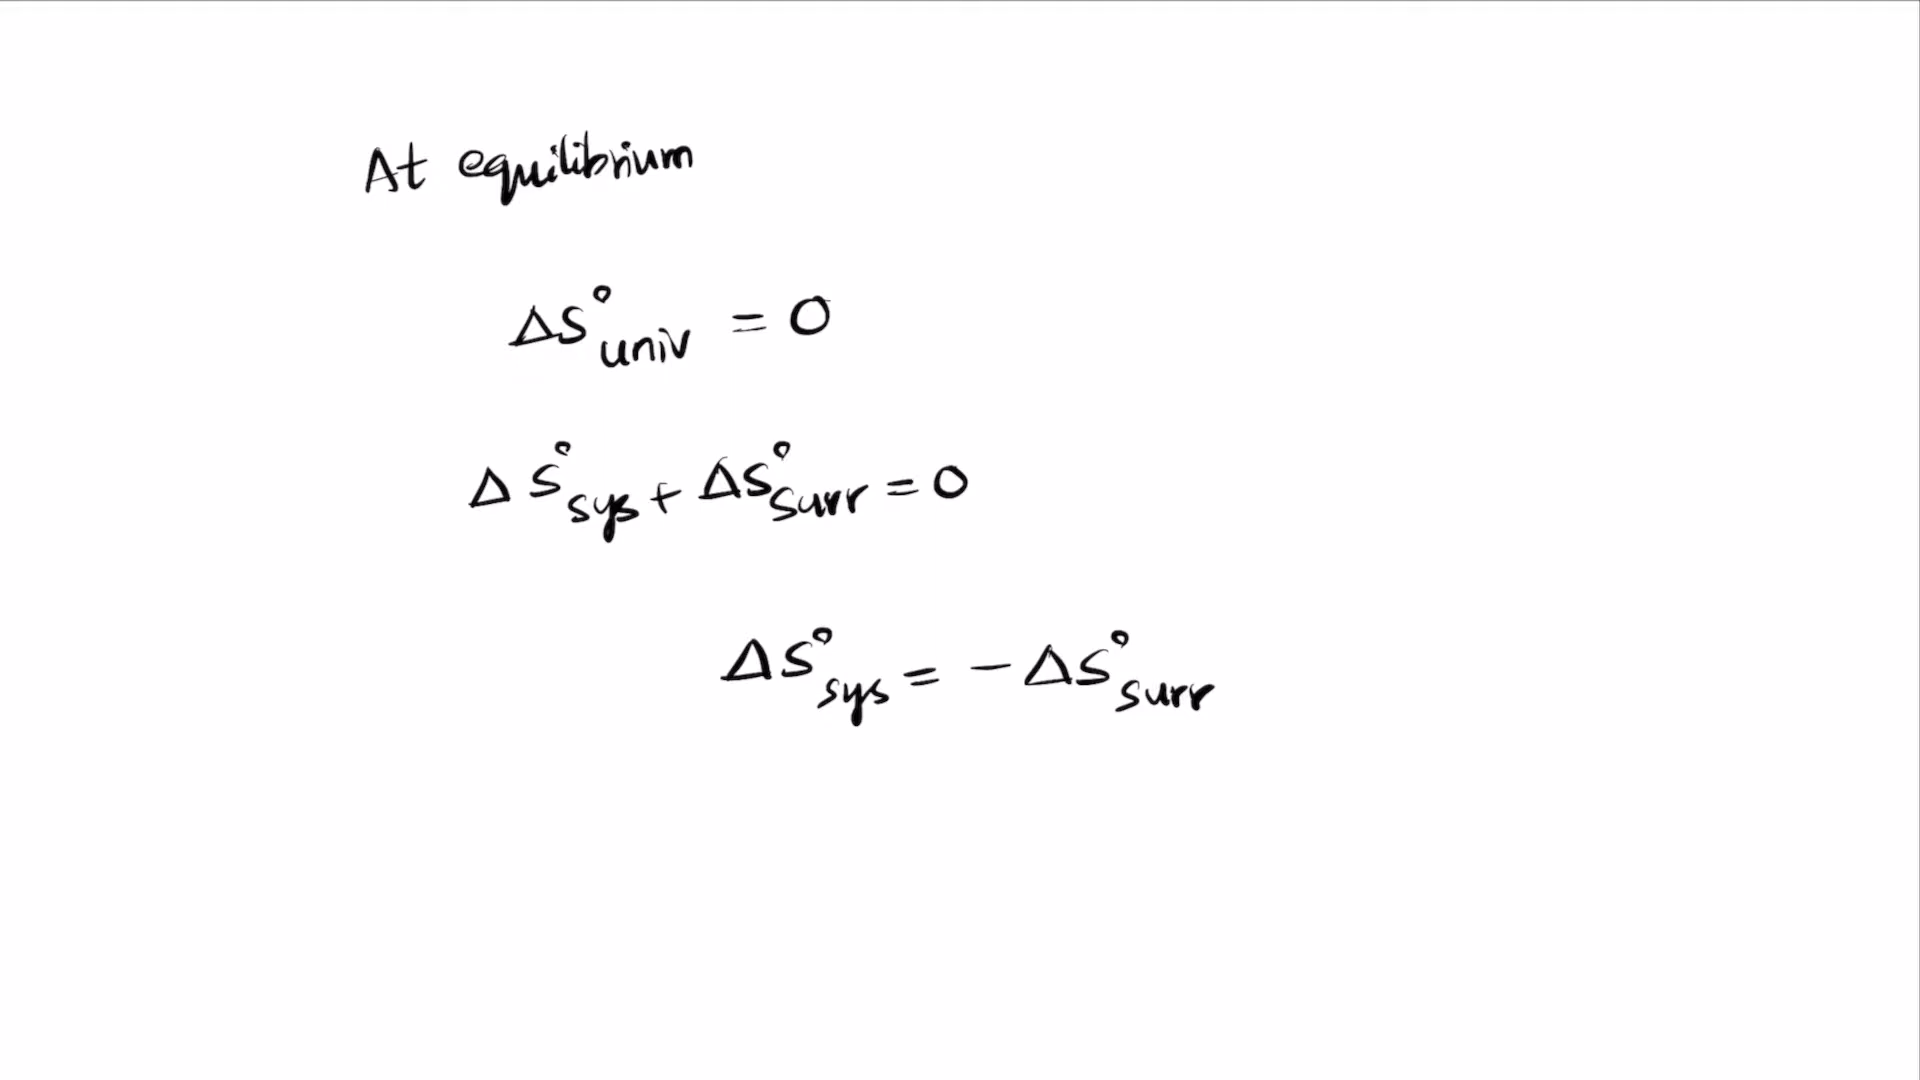 At equilibrium
ΔS°univ = 0
ΔS°sys + ΔS°surr = 0
ΔS°sys = -ΔS°surr